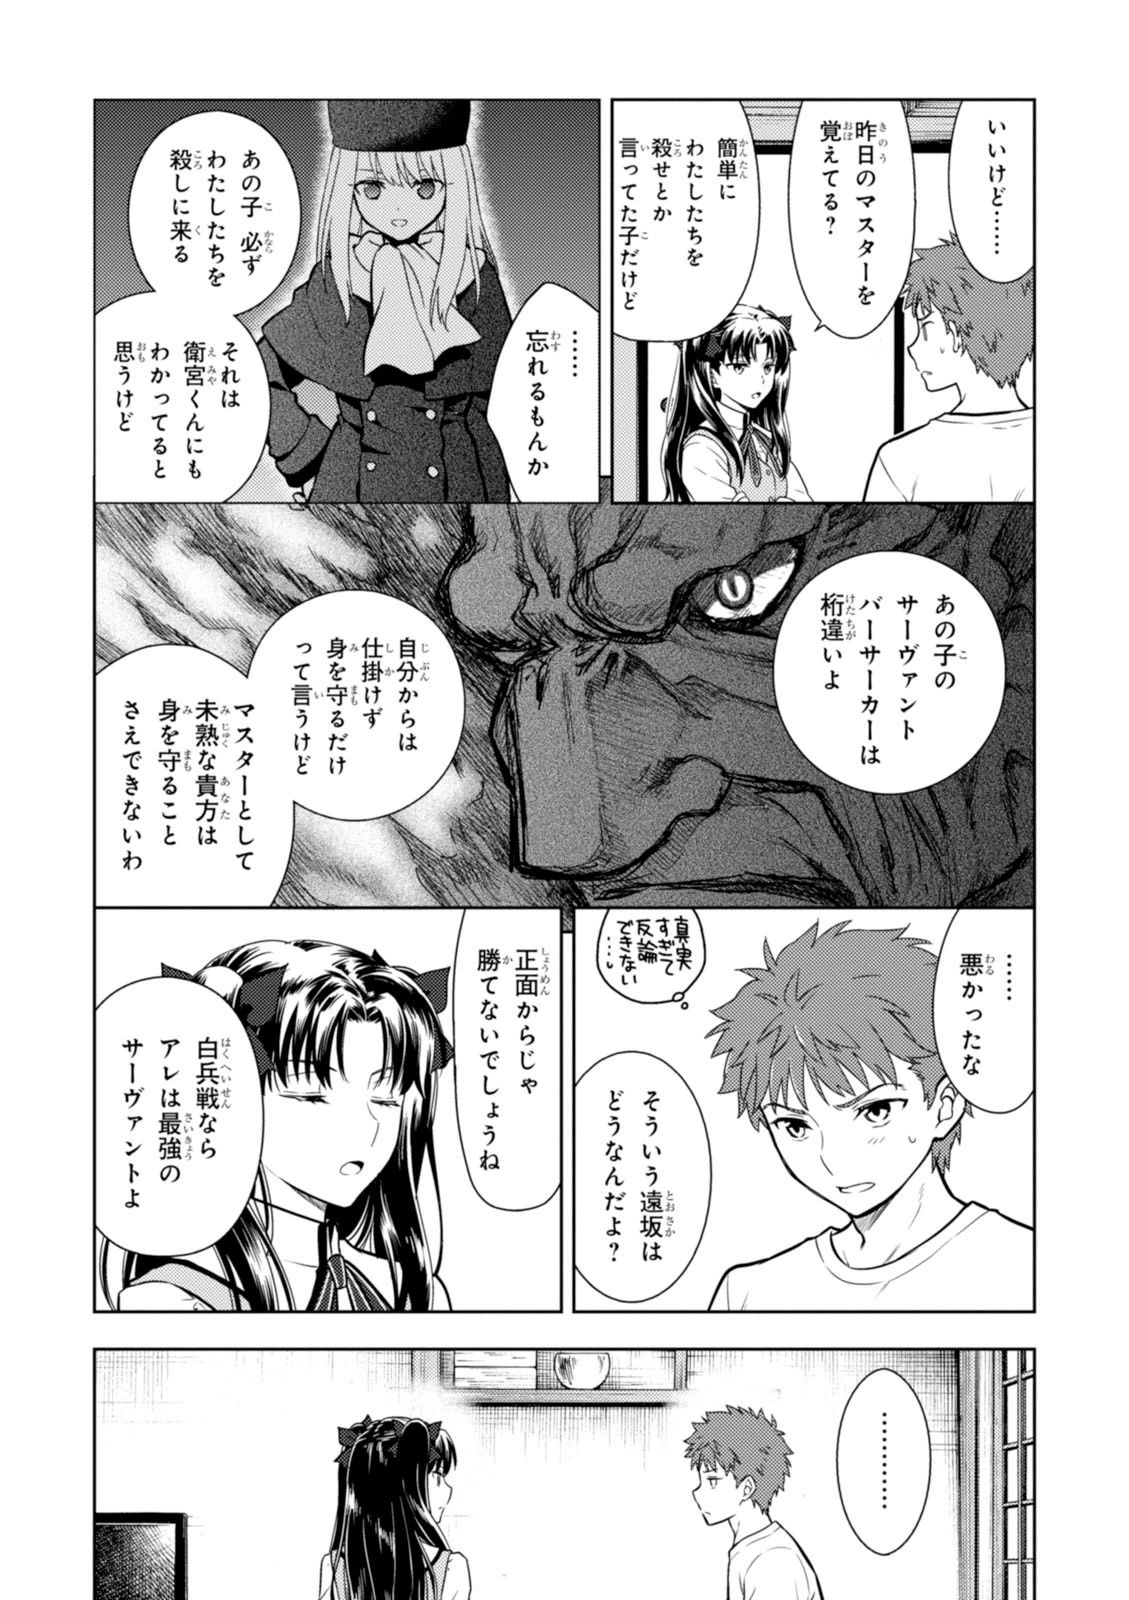 いいけど……
昨日のマスターを
覚えてる？
簡単に
わたしたちを
殺せとか
言ってた子だけど
……
忘れるもんか
あの子 必ず
わたしたちを
殺しに来る
それは
衛宮くんにも
わかってると
思うけど
あの子の
サーヴァント
バーサーカーは
桁違いよ
自分からは
仕掛けず
身を守るだけ
って言うけど
マスターとして
未熟な貴方は
身を守ること
さえできないわ
……
悪かったな
真実
すぎて
反論
できない
……
そういう遠坂は
どうなんだよ？
正面からじゃ
勝てないでしょうね
白兵戦なら
アレは最強の
サーヴァントよ
………